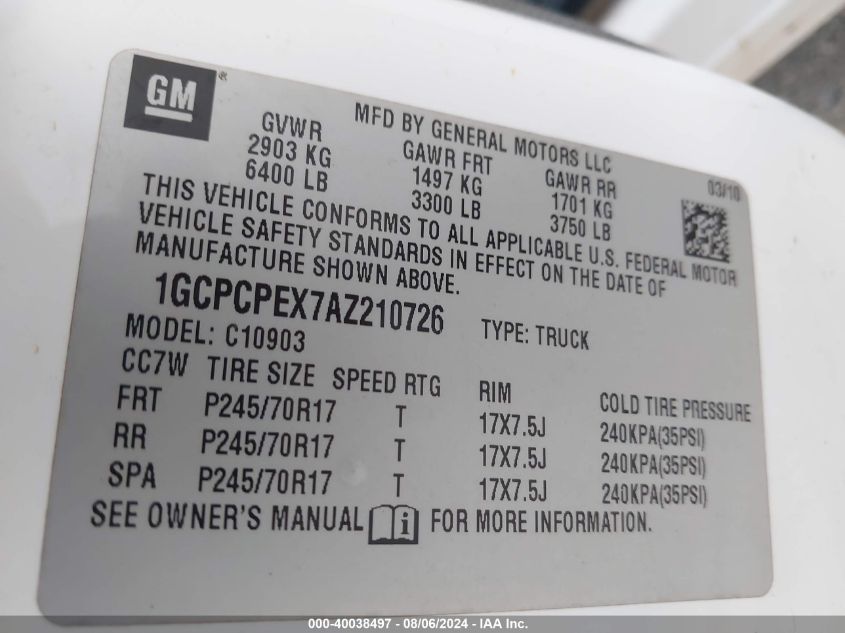 GM ®
MFD BY GENERAL MOTORS LLC 03/10
GVWR GAWR FRT GAWR RR
2903 KG 1497 KG 1701 KG
6400 LB 3300 LB 3750 LB
THIS VEHICLE CONFORMS TO ALL APPLICABLE U.S. FEDERAL MOTOR
VEHICLE SAFETY STANDARDS IN EFFECT ON THE DATE OF
MANUFACTURE SHOWN ABOVE.
1GCPCPEX7AZ210726 TYPE: TRUCK
MODEL: C10903
CC7W TIRE SIZE SPEED RTG RIM COLD TIRE PRESSURE
FRT P245/70R17 T 17X7.5J 240KPA(35PSI)
RR P245/70R17 T 17X7.5J 240KPA(35PSI)
SPA P245/70R17 T 17X7.5J 240KPA(35PSI)
SEE OWNER'S MANUAL i FOR MORE INFORMATION.
000-40038497 - 08/06/2024 - IAA Inc.